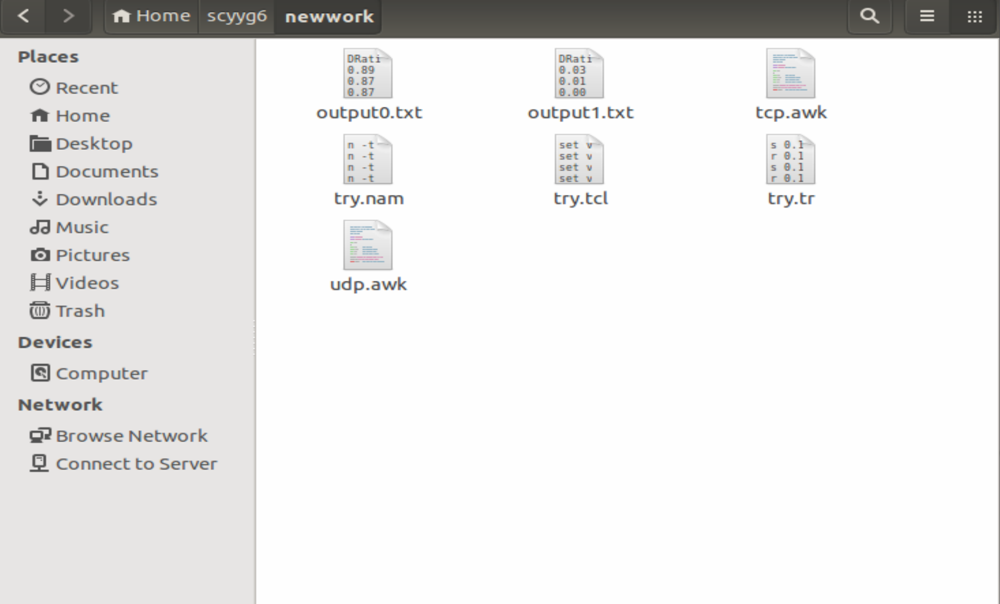 Home scyyg6 newwork
Places
Recent
Home
Desktop
Documents
Downloads
Music
Pictures
Videos
Trash
Devices
Computer
Network
Browse Network
Connect to Server
DRati
0.89
0.87
0.87
output0.txt
DRati
0.03
0.01
0.00
output1.txt
tcp.awk
n -t
n -t
n -t
n -t
try.nam
set v
set v
set v
set v
try.tcl
s 0.1
r 0.1
s 0.1
r 0.1
try.tr
udp.awk